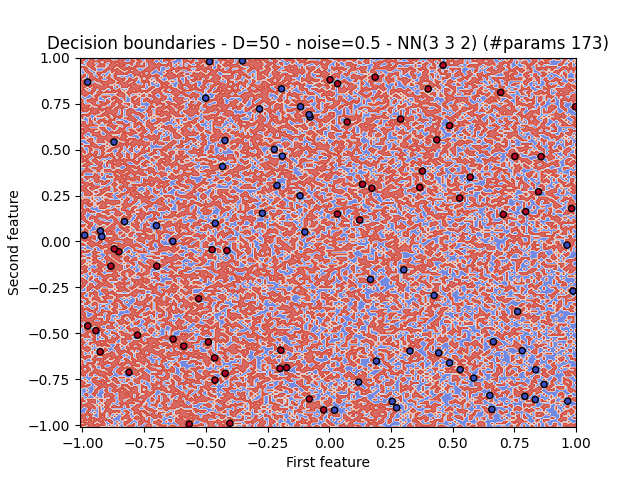 Decision boundaries - D=50 - noise=0.5 - NN(3 3 2) (#params 173)
1.00
0.75
0.50
0.25
0.00
−0.25
−0.50
−0.75
−1.00
Second feature
−1.00 −0.75 −0.50 −0.25 0.00 0.25 0.50 0.75 1.00
First feature